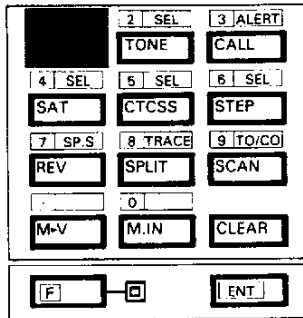 2 SEL 3 ALERT
TONE CALL
4 SEL 5 SEL 6 SEL
SAT CTCSS STEP
7 SP.S 8 TRACE 9 TO/CO
REV SPLIT SCAN
. 0
M▸V M.IN CLEAR
F ENT